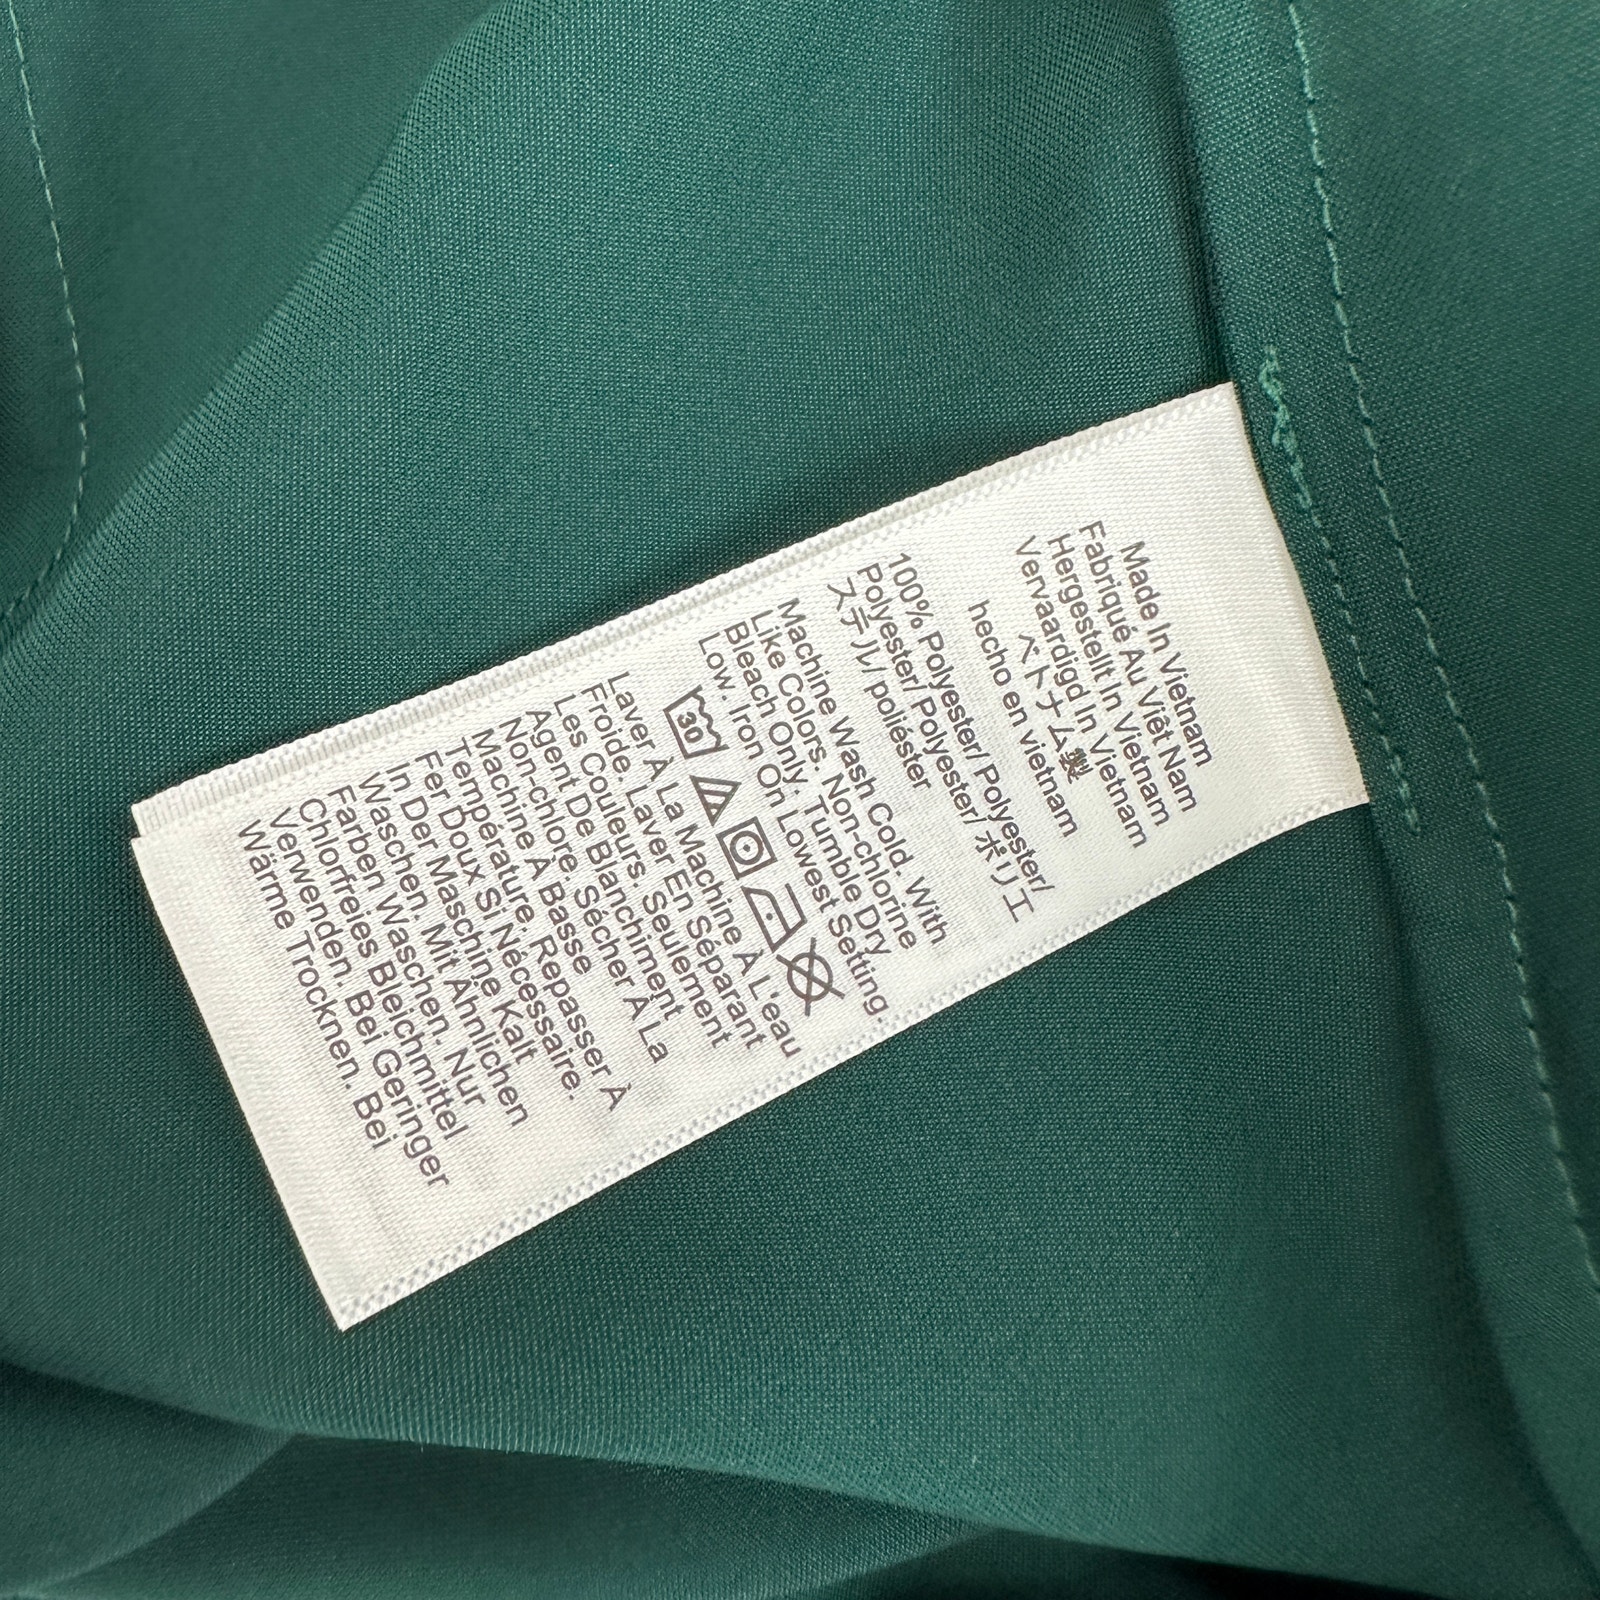 Made In Vietnam
Fabriqué Au Viêt Nam
Hergestellt In Vietnam
Vervaardigd In Vietnam
ベトナム製
hecho en vietnam
100% Polyester/ Polyester/
Polyester/ Polyester/ ポリエ
ステル/ poliéster
Machine Wash Cold. With
Like Colors. Non-chlorine
Bleach Only. Tumble Dry
Low. Iron On Lowest Setting.
30
Laver À La Machine À L'eau
Froide. Laver En Séparant
Les Couleurs. Seulement
Agent De Blanchiment
Non-chlore. Sécher À La
Machine À Basse
Température. Repasser À
Fer Doux Si Nécessaire.
In Der Maschine Kalt
Waschen. Mit Ähnlichen
Farben Waschen. Nur
Chlorfreies Bleichmittel
Verwenden. Bei Geringer
Wärme Trocknen. Bei